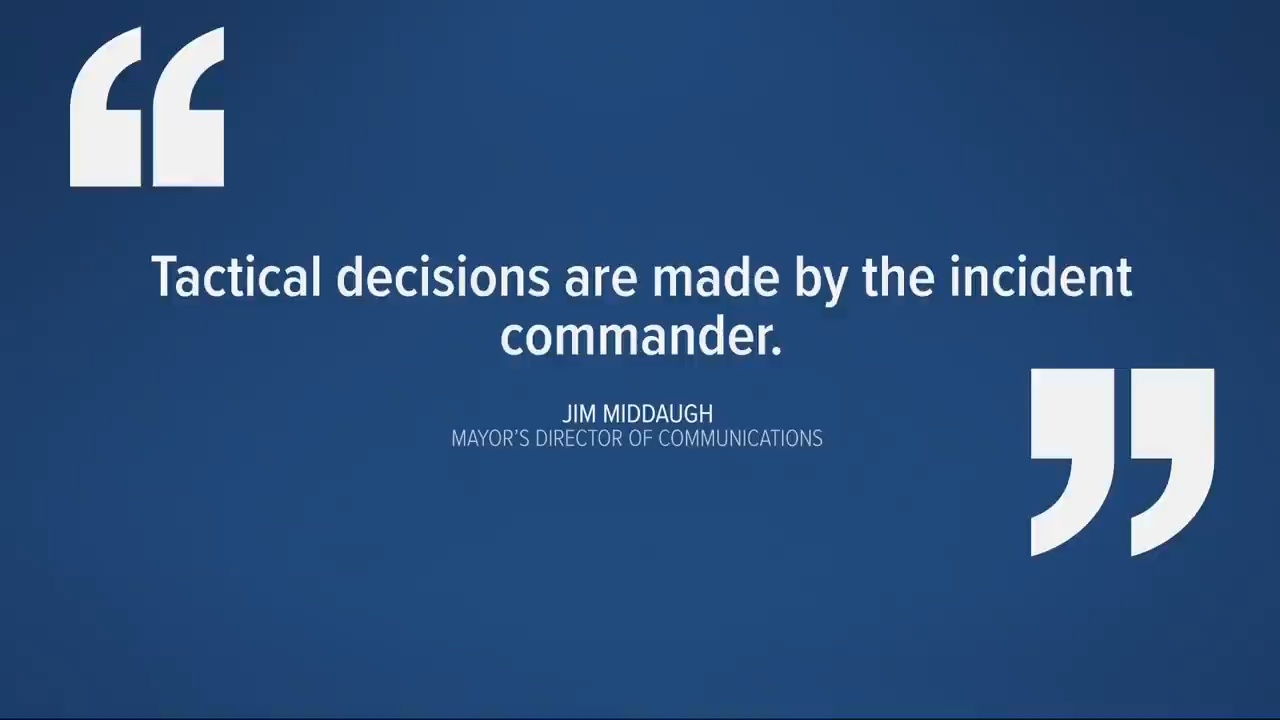 Tactical decisions are made by the incident
commander.
JIM MIDDAUGH
MAYOR'S DIRECTOR OF COMMUNICATIONS